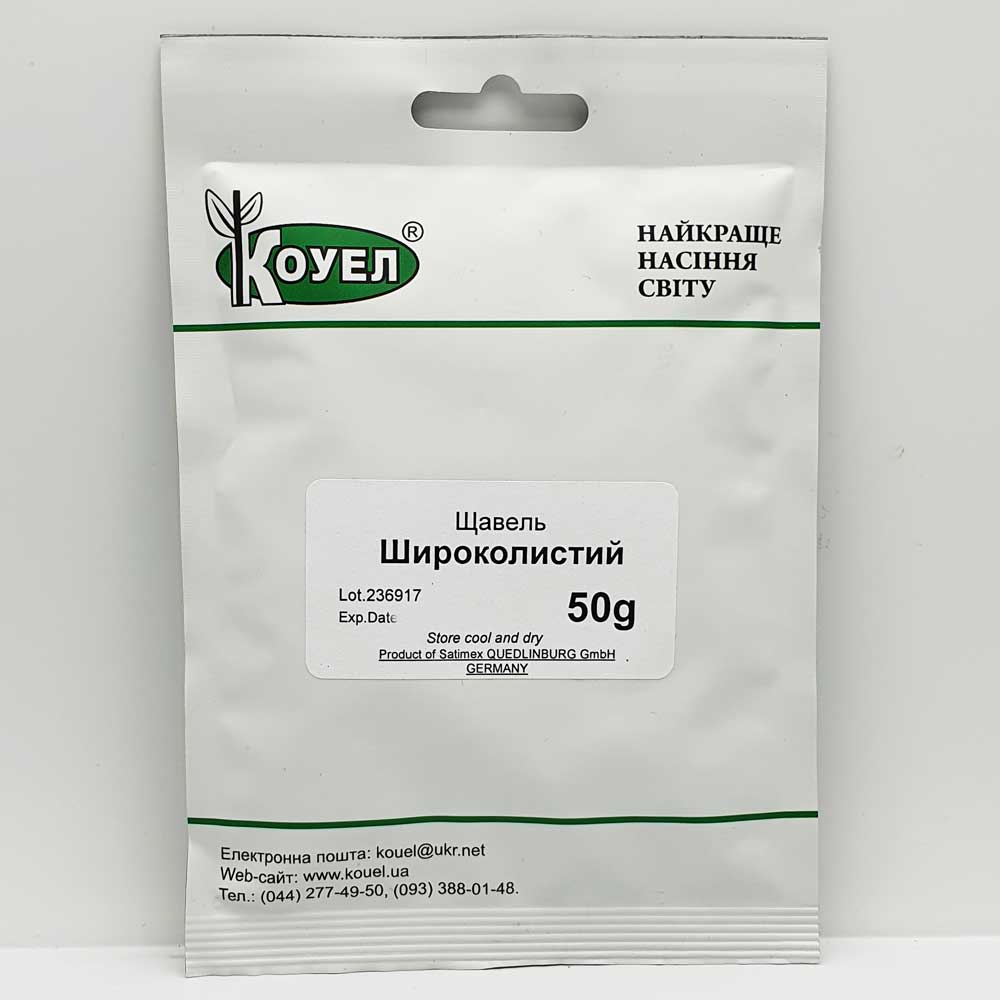 КОУЕЛ®
НАЙКРАЩЕ
НАСІННЯ
СВІТУ
Щавель
Широколистий
Lot.236917
50g
Exp.Date
Store cool and dry
Product of Satimex QUEDLINBURG GmbH
GERMANY
Електронна пошта: kouel@ukr.net
Web-сайт: www.kouel.ua
Тел.: (044) 277-49-50, (093) 388-01-48.